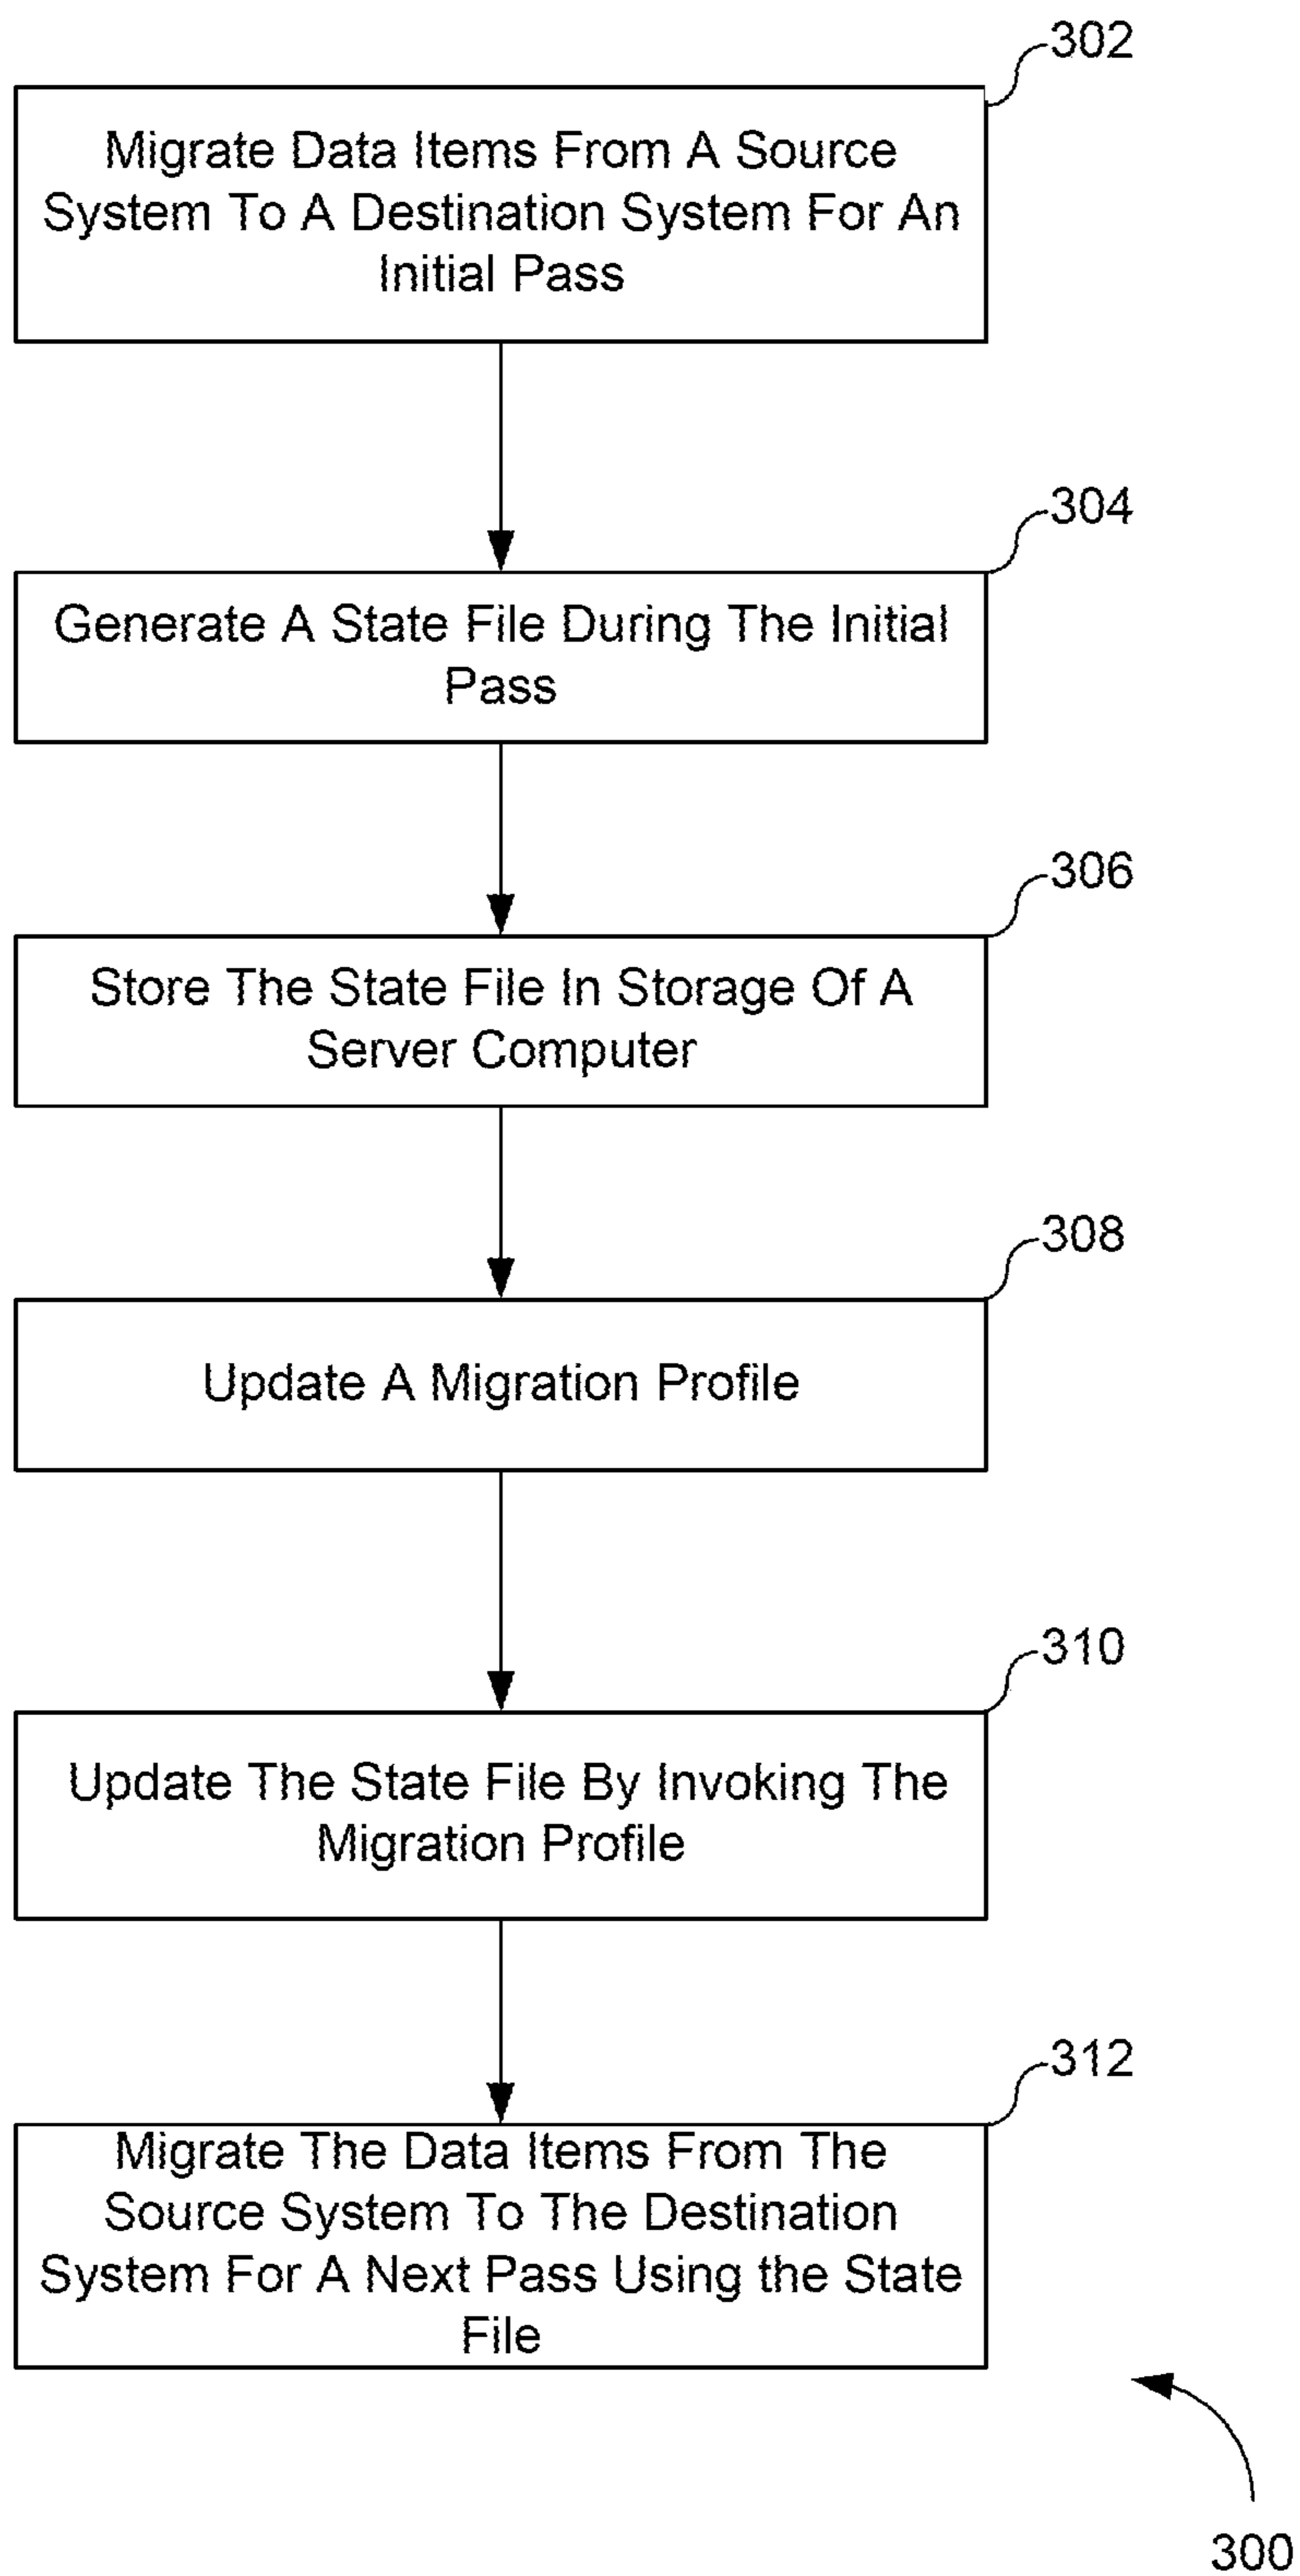 302
Migrate Data Items From A Source
System To A Destination System For An
Initial Pass
304
Generate A State File During The Initial
Pass
306
Store The State File In Storage Of A
Server Computer
308
Update A Migration Profile
310
Update The State File By Invoking The
Migration Profile
312
Migrate The Data Items From The
Source System To The Destination
System For A Next Pass Using the State
File
300